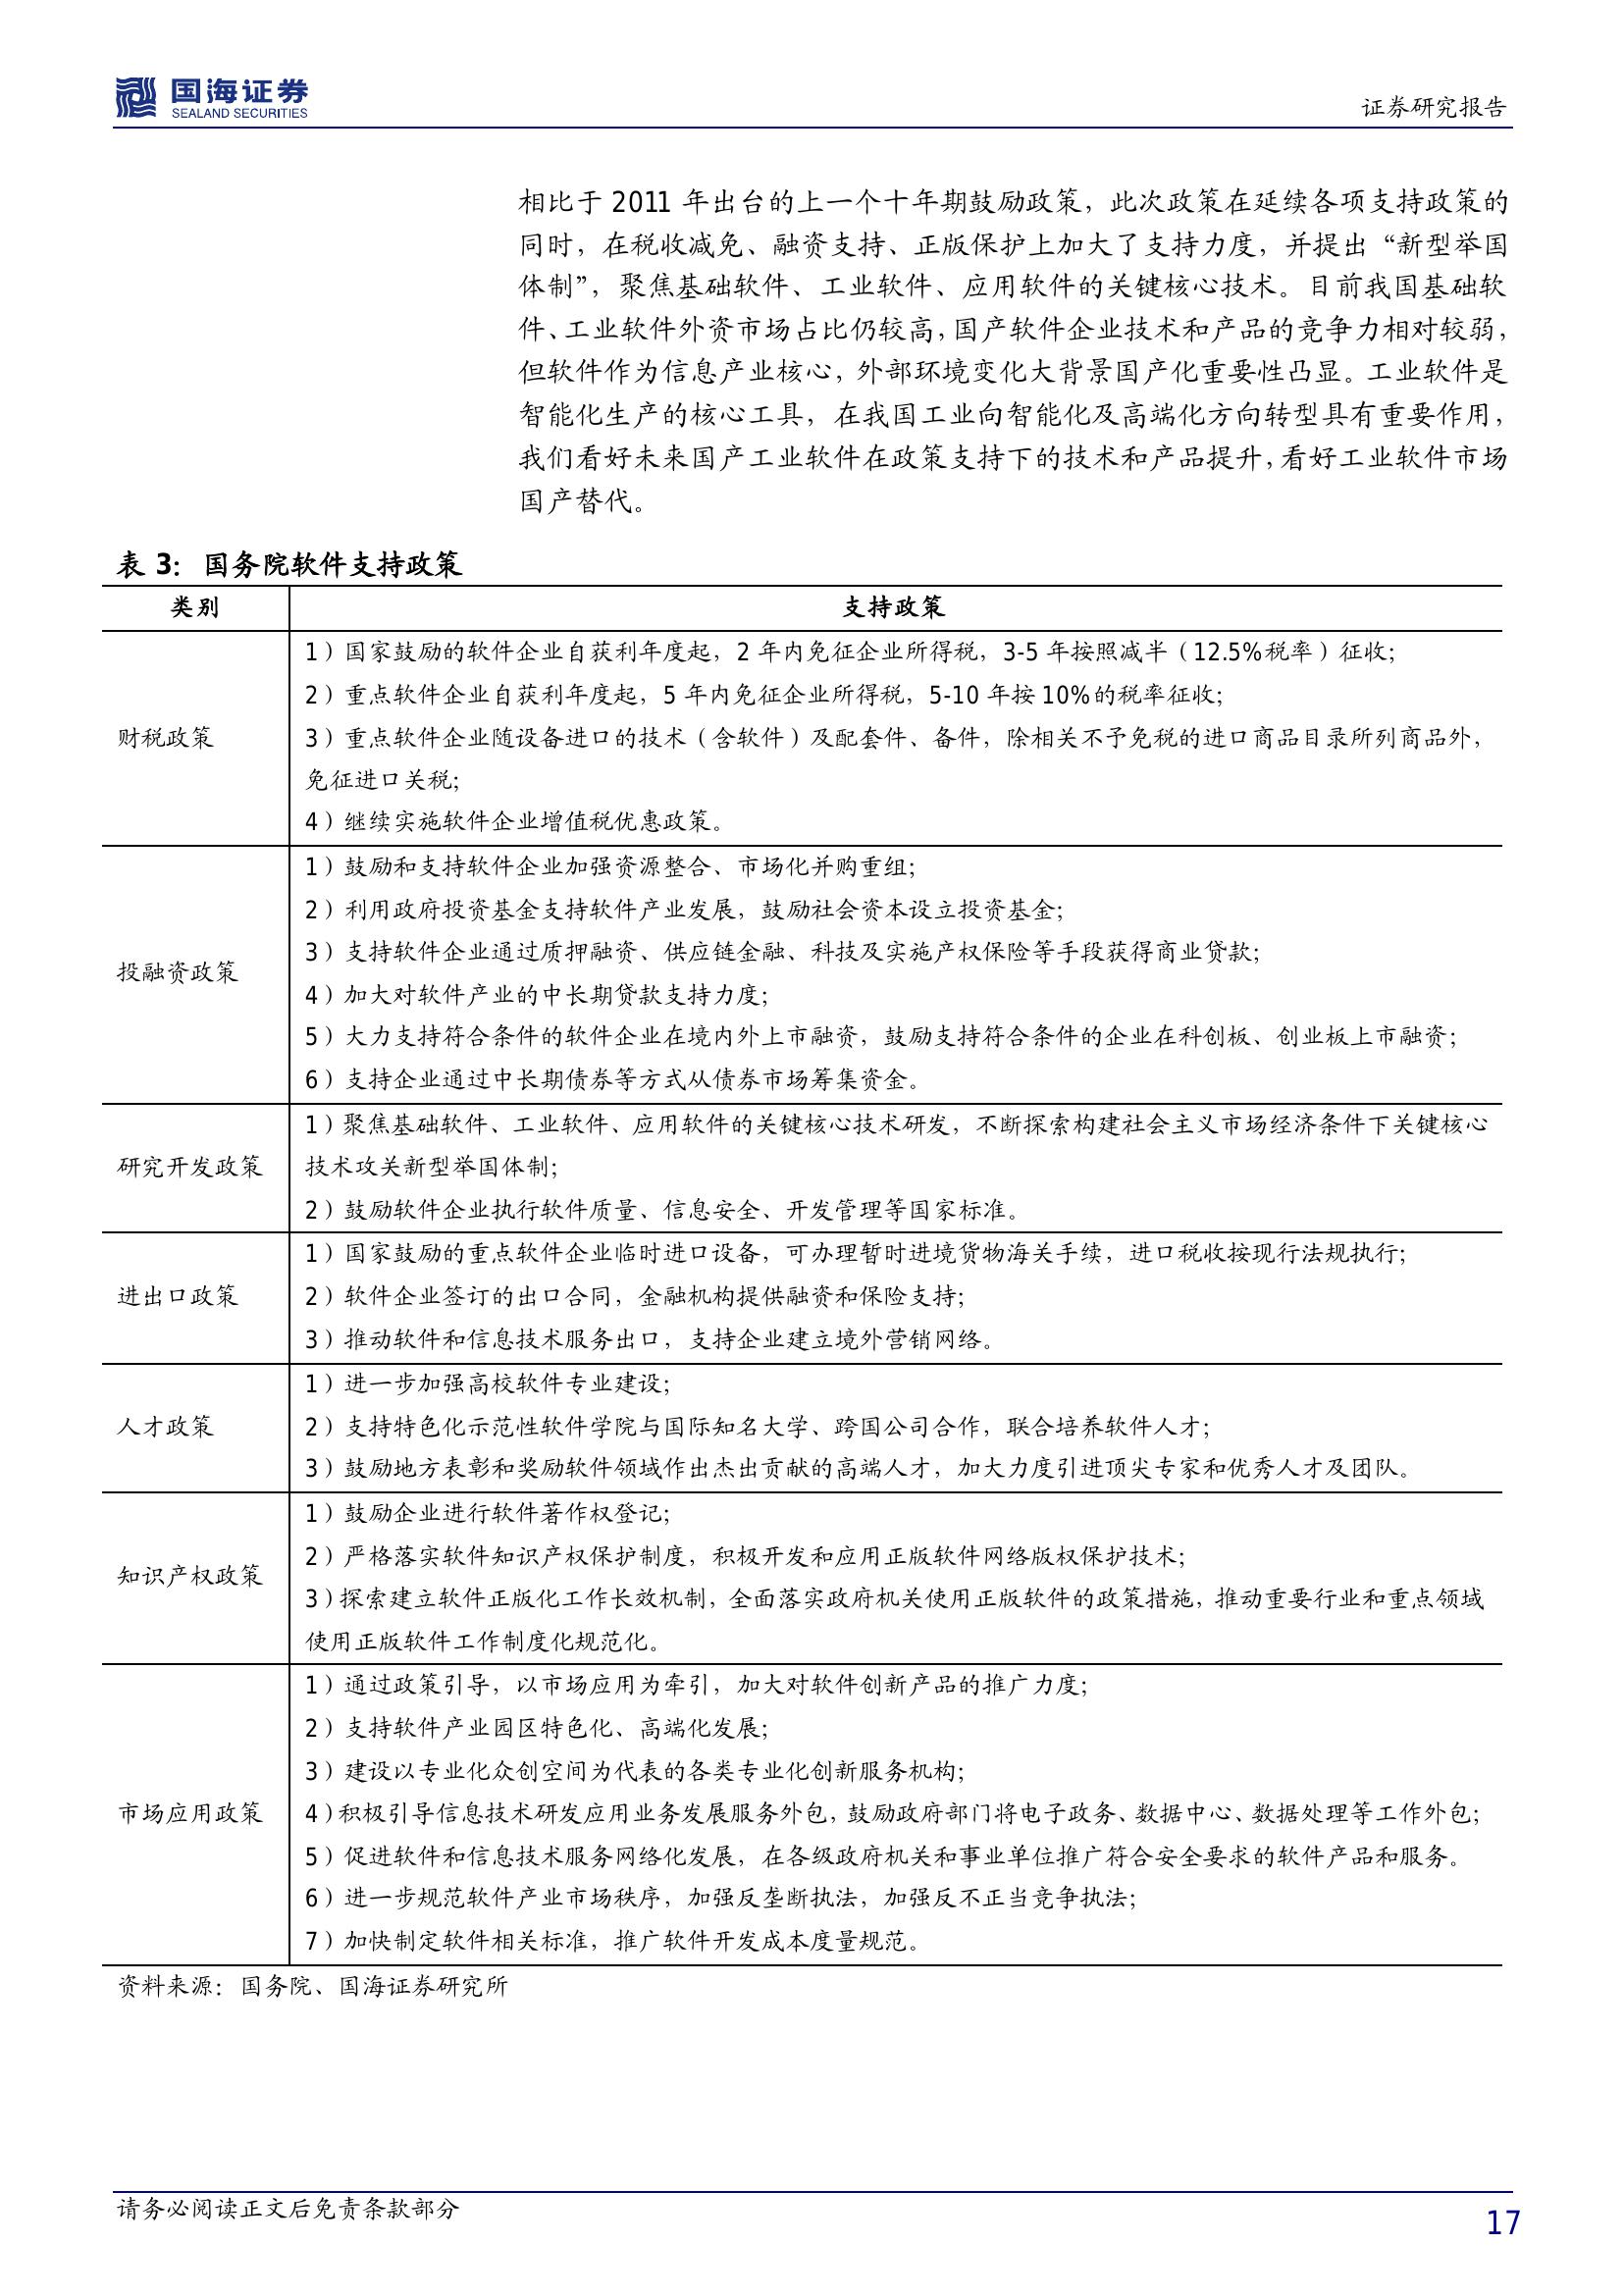 国海证券
SEALAND SECURITIES
证券研究报告
相比于 2011 年出台的上一个十年期鼓励政策，此次政策在延续各项支持政策的
同时，在税收减免、融资支持、正版保护上加大了支持力度，并提出“新型举国
体制”，聚焦基础软件、工业软件、应用软件的关键核心技术。目前我国基础软
件、工业软件外资市场占比仍较高，国产软件企业技术和产品的竞争力相对较弱，
但软件作为信息产业核心，外部环境变化大背景国产化重要性凸显。工业软件是
智能化生产的核心工具，在我国工业向智能化及高端化方向转型具有重要作用，
我们看好未来国产工业软件在政策支持下的技术和产品提升，看好工业软件市场
国产替代。
表 3：国务院软件支持政策
类别 支持政策
财税政策
1）国家鼓励的软件企业自获利年度起，2 年内免征企业所得税，3-5 年按照减半（12.5%税率）征收；
2）重点软件企业自获利年度起，5 年内免征企业所得税，5-10 年按 10%的税率征收；
3）重点软件企业随设备进口的技术（含软件）及配套件、备件，除相关不予免税的进口商品目录所列商品外，
免征进口关税；
4）继续实施软件企业增值税优惠政策。
投融资政策
1）鼓励和支持软件企业加强资源整合、市场化并购重组；
2）利用政府投资基金支持软件产业发展，鼓励社会资本设立投资基金；
3）支持软件企业通过质押融资、供应链金融、科技及实施产权保险等手段获得商业贷款；
4）加大对软件产业的中长期贷款支持力度；
5）大力支持符合条件的软件企业在境内外上市融资，鼓励支持符合条件的企业在科创板、创业板上市融资；
6）支持企业通过中长期债券等方式从债券市场筹集资金。
研究开发政策
1）聚焦基础软件、工业软件、应用软件的关键核心技术研发，不断探索构建社会主义市场经济条件下关键核心
技术攻关新型举国体制；
2）鼓励软件企业执行软件质量、信息安全、开发管理等国家标准。
进出口政策
1）国家鼓励的重点软件企业临时进口设备，可办理暂时进境货物海关手续，进口税收按现行法规执行；
2）软件企业签订的出口合同，金融机构提供融资和保险支持；
3）推动软件和信息技术服务出口，支持企业建立境外营销网络。
人才政策
1）进一步加强高校软件专业建设；
2）支持特色化示范性软件学院与国际知名大学、跨国公司合作，联合培养软件人才；
3）鼓励地方表彰和奖励软件领域作出杰出贡献的高端人才，加大力度引进顶尖专家和优秀人才及团队。
知识产权政策
1）鼓励企业进行软件著作权登记；
2）严格落实软件知识产权保护制度，积极开发和应用正版软件网络版权保护技术；
3）探索建立软件正版化工作长效机制，全面落实政府机关使用正版软件的政策措施，推动重要行业和重点领域
使用正版软件工作制度化规范化。
市场应用政策
1）通过政策引导，以市场应用为牵引，加大对软件创新产品的推广力度；
2）支持软件产业园区特色化、高端化发展；
3）建设以专业化众创空间为代表的各类专业化创新服务机构；
4）积极引导信息技术研发应用业务发展服务外包，鼓励政府部门将电子政务、数据中心、数据处理等工作外包；
5）促进软件和信息技术服务网络化发展，在各级政府机关和事业单位推广符合安全要求的软件产品和服务。
6）进一步规范软件产业市场秩序，加强反垄断执法，加强反不正当竞争执法；
7）加快制定软件相关标准，推广软件开发成本度量规范。
资料来源：国务院、国海证券研究所
请务必阅读正文后免责条款部分
17